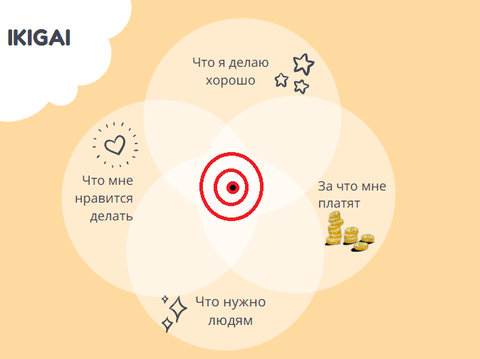 IKIGAI
Что я делаю
хорошо
Что мне
нравится
делать
За что мне
платят
Что нужно
людям